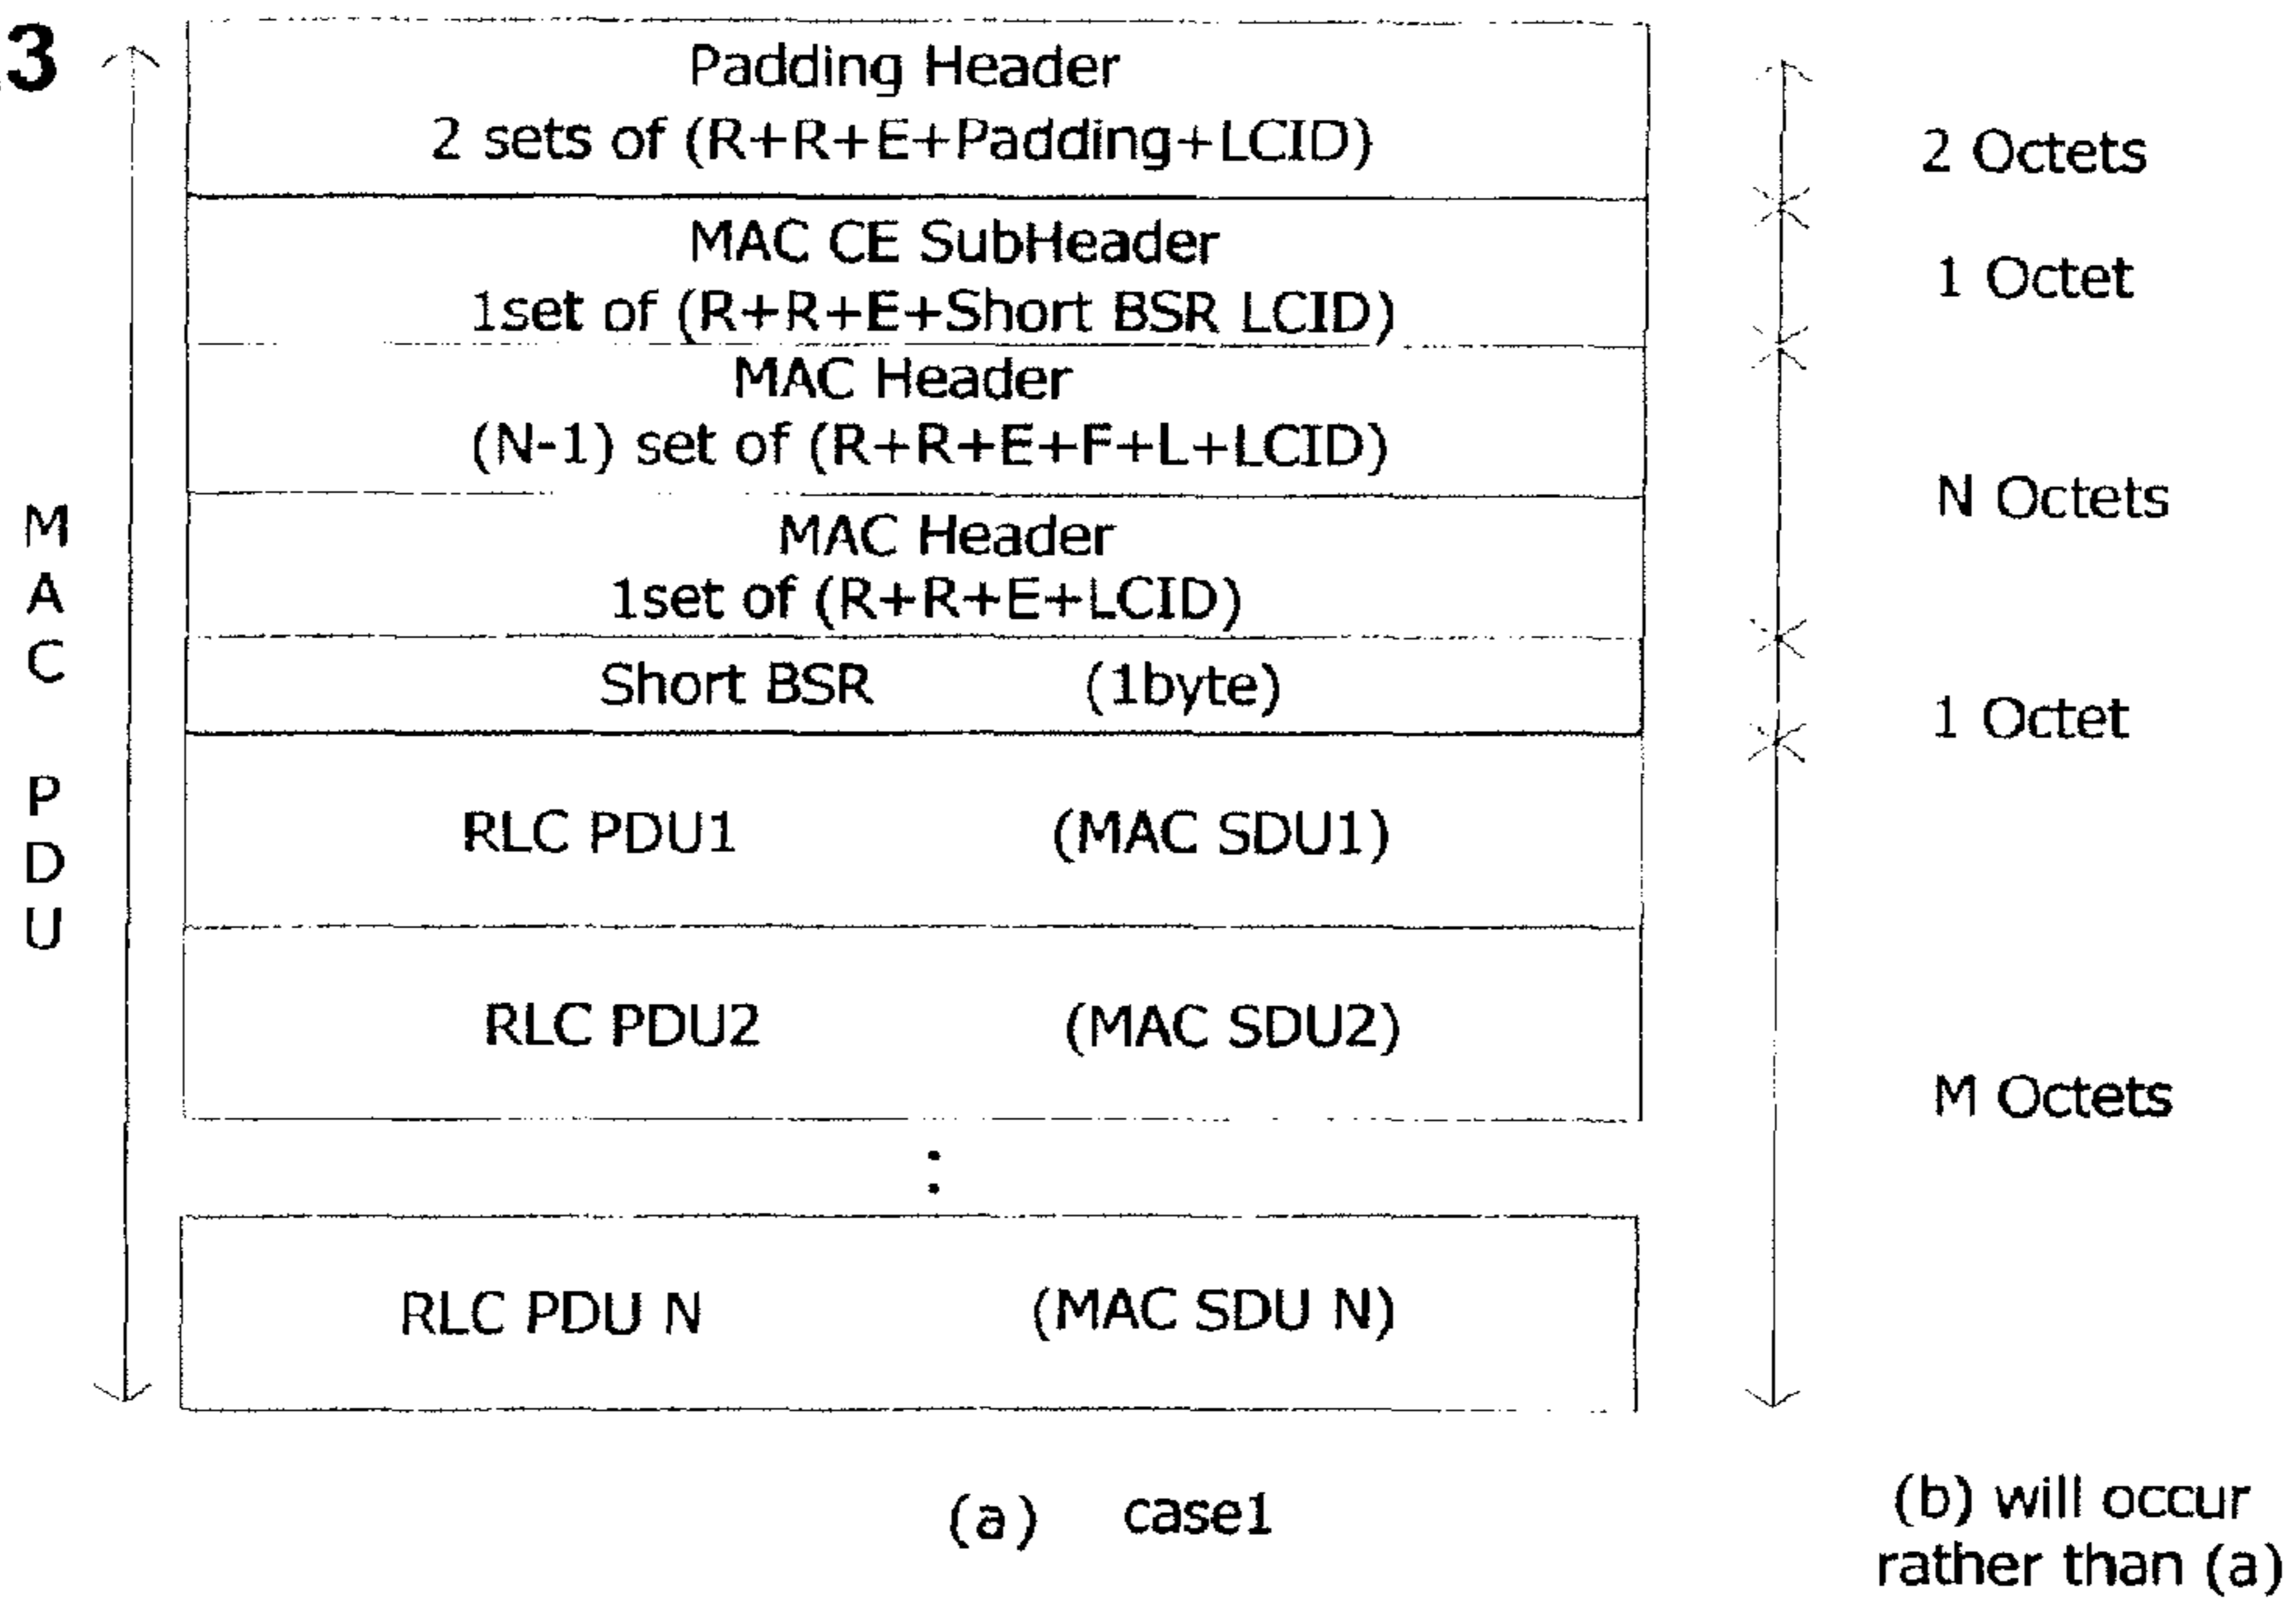 3
Padding Header
2 sets of (R+R+E+Padding+LCID)
2 Octets
MAC CE SubHeader
1set of (R+R+E+Short BSR LCID)
1 Octet
MAC Header
(N-1) set of (R+R+E+F+L+LCID)
N Octets
MAC Header
1set of (R+R+E+LCID)
Short BSR (1byte)
1 Octet
MAC PDU
RLC PDU1 (MAC SDU1)
RLC PDU2 (MAC SDU2)
M Octets
:
RLC PDU N (MAC SDU N)
(a) case1
(b) will occur
rather than (a)